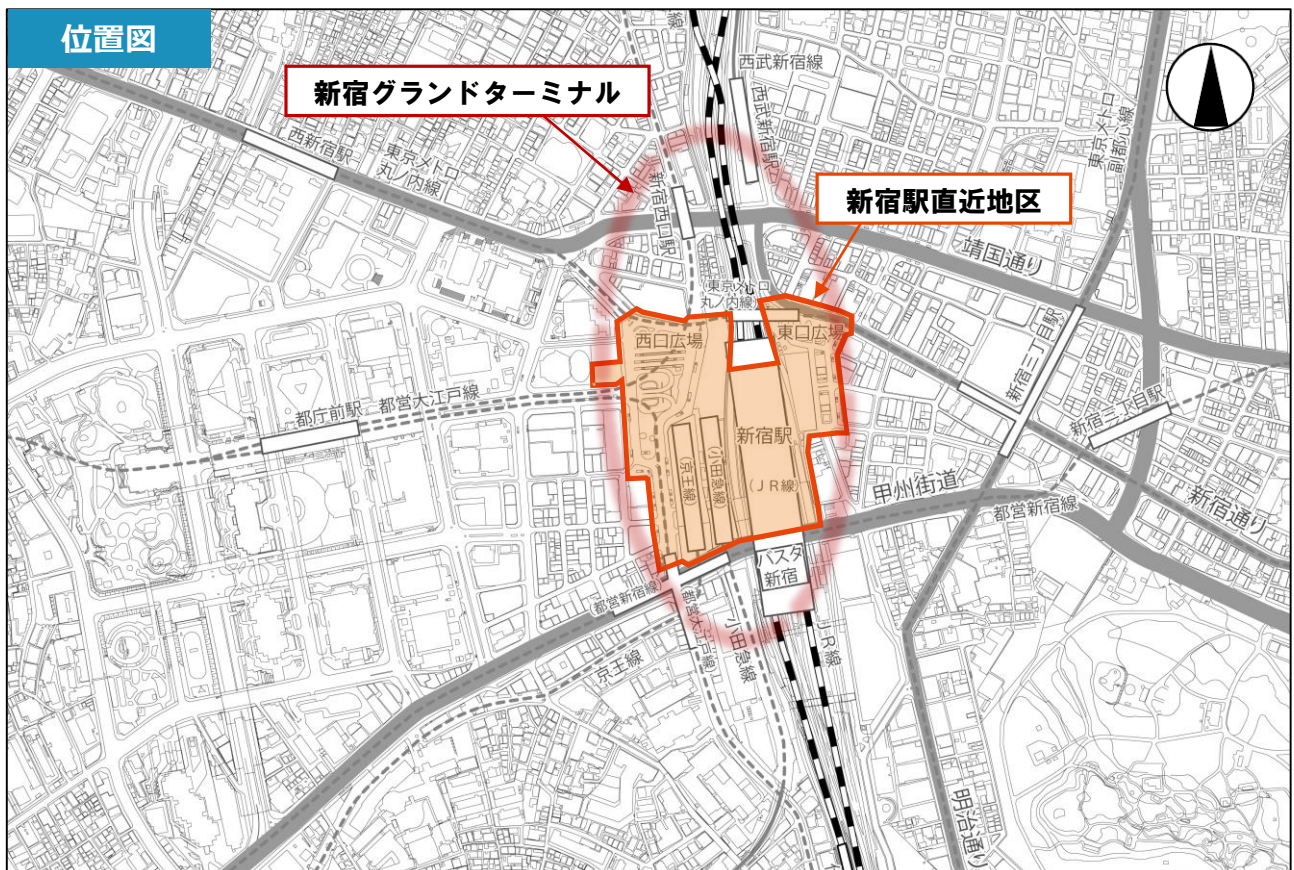 位置図
線
西武新宿線
新宿グランドターミナル
西武新宿駅
東京メトロ
副都心線
西新宿駅
東京メトロ
丸ノ内線
新宿西口駅
新宿駅直近地区
靖国通り
(東京メトロ
丸ノ内線)
西口広場
東口広場
新宿三丁目駅
都庁前駅
都営大江戸線
新宿駅
新宿三丁目駅
京王線
小田急線
(JR線)
甲州街道
都営新宿線
新宿通り
バスタ
新宿
(都営新宿線)
(都営大江戸線)
小田急線
JR線
京王線
明治通り